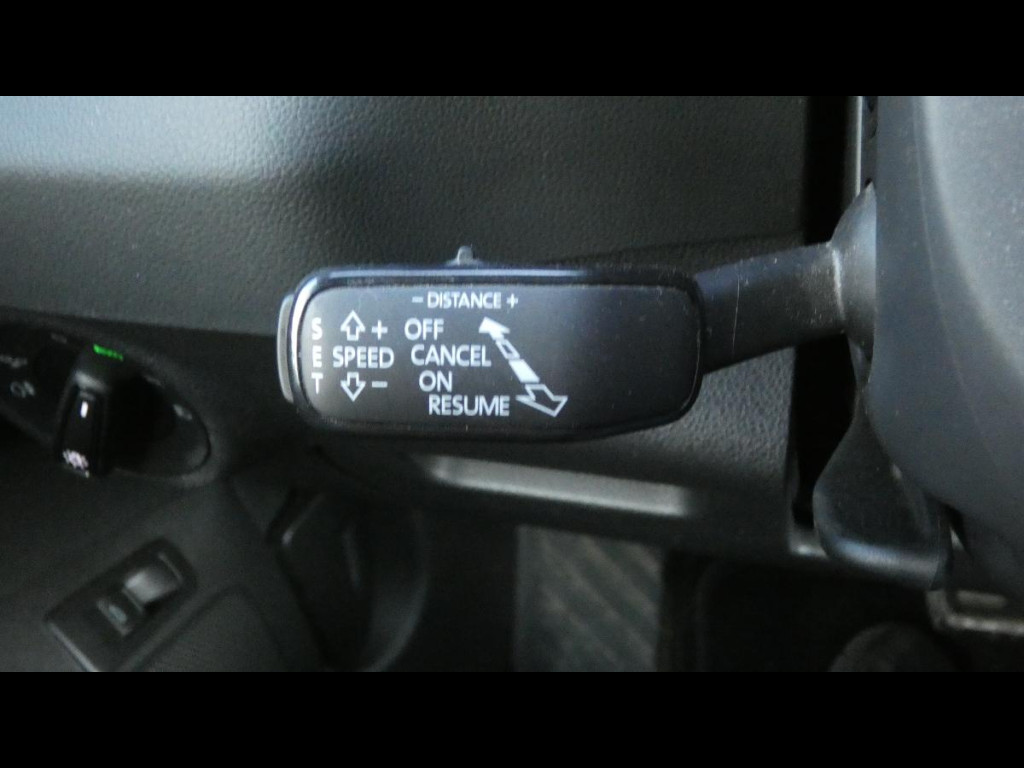 - DISTANCE +
S + OFF
E SPEED CANCEL
T - ON
RESUME